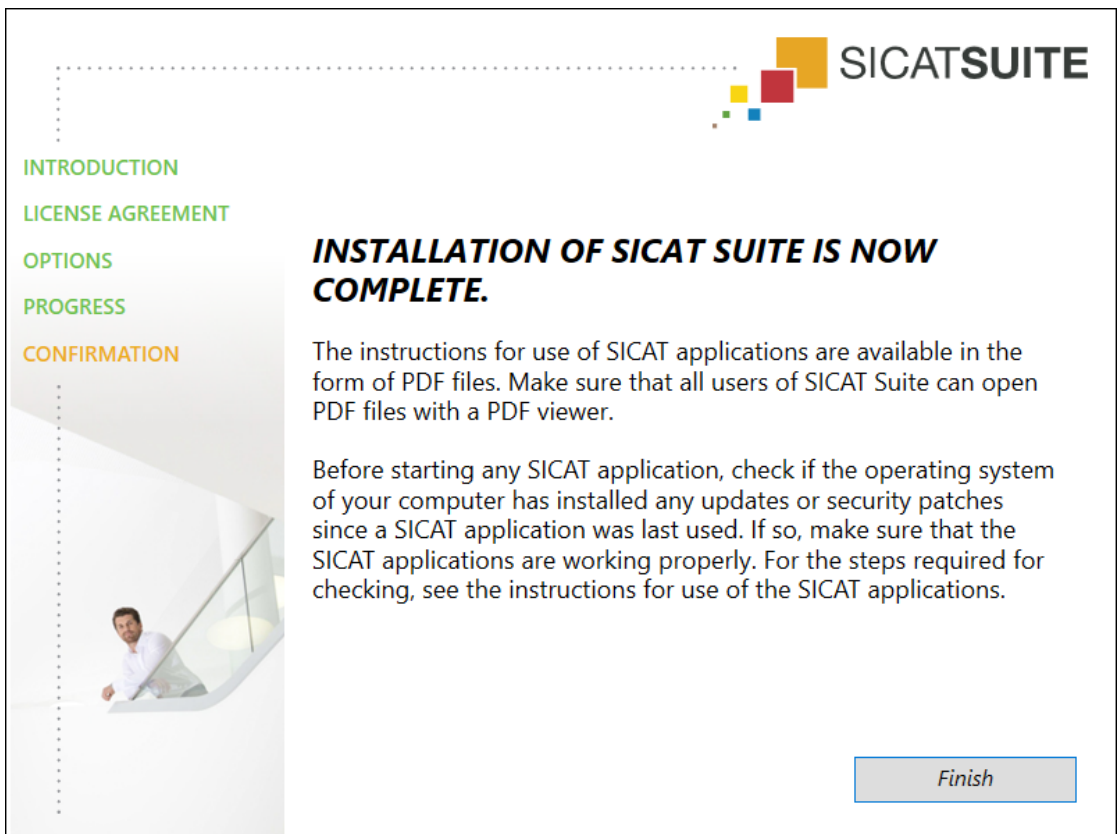 SICATSUITE
INTRODUCTION
LICENSE AGREEMENT
OPTIONS
PROGRESS
CONFIRMATION
INSTALLATION OF SICAT SUITE IS NOW
COMPLETE.
The instructions for use of SICAT applications are available in the
form of PDF files. Make sure that all users of SICAT Suite can open
PDF files with a PDF viewer.
Before starting any SICAT application, check if the operating system
of your computer has installed any updates or security patches
since a SICAT application was last used. If so, make sure that the
SICAT applications are working properly. For the steps required for
checking, see the instructions for use of the SICAT applications.
Finish